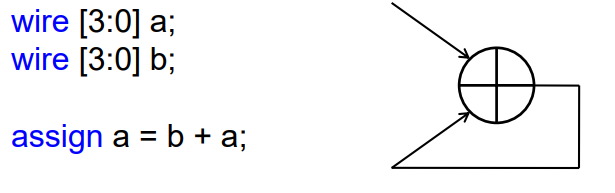 wire [3:0] a;
wire [3:0] b;
assign a = b + a;